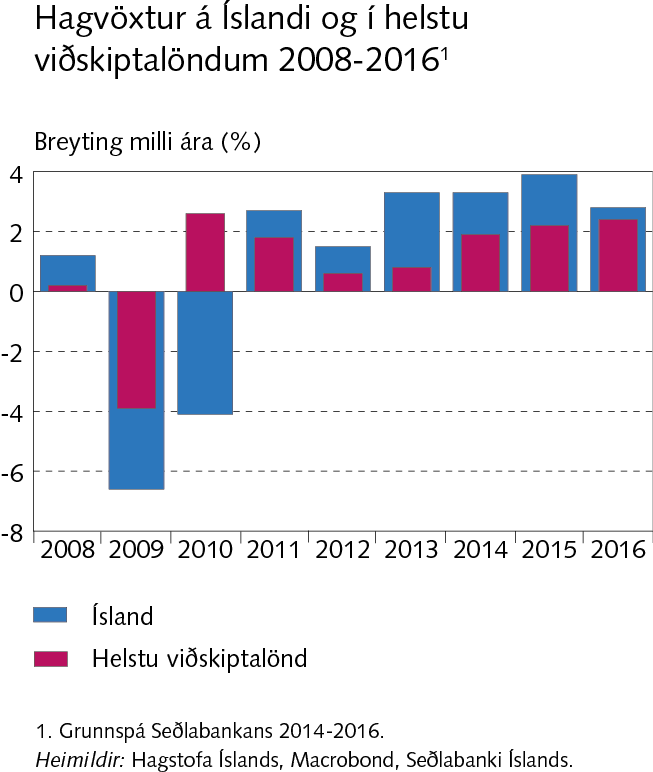 Hagvöxtur á Íslandi og í helstu
viðskiptalöndum 2008-2016¹
Breyting milli ára (%)
4
2
0
-2
-4
-6
-8
2008 2009 2010 2011 2012 2013 2014 2015 2016
Ísland
Helstu viðskiptalönd
1. Grunnspá Seðlabankans 2014-2016.
Heimildir: Hagstofa Íslands, Macrobond, Seðlabanki Íslands.